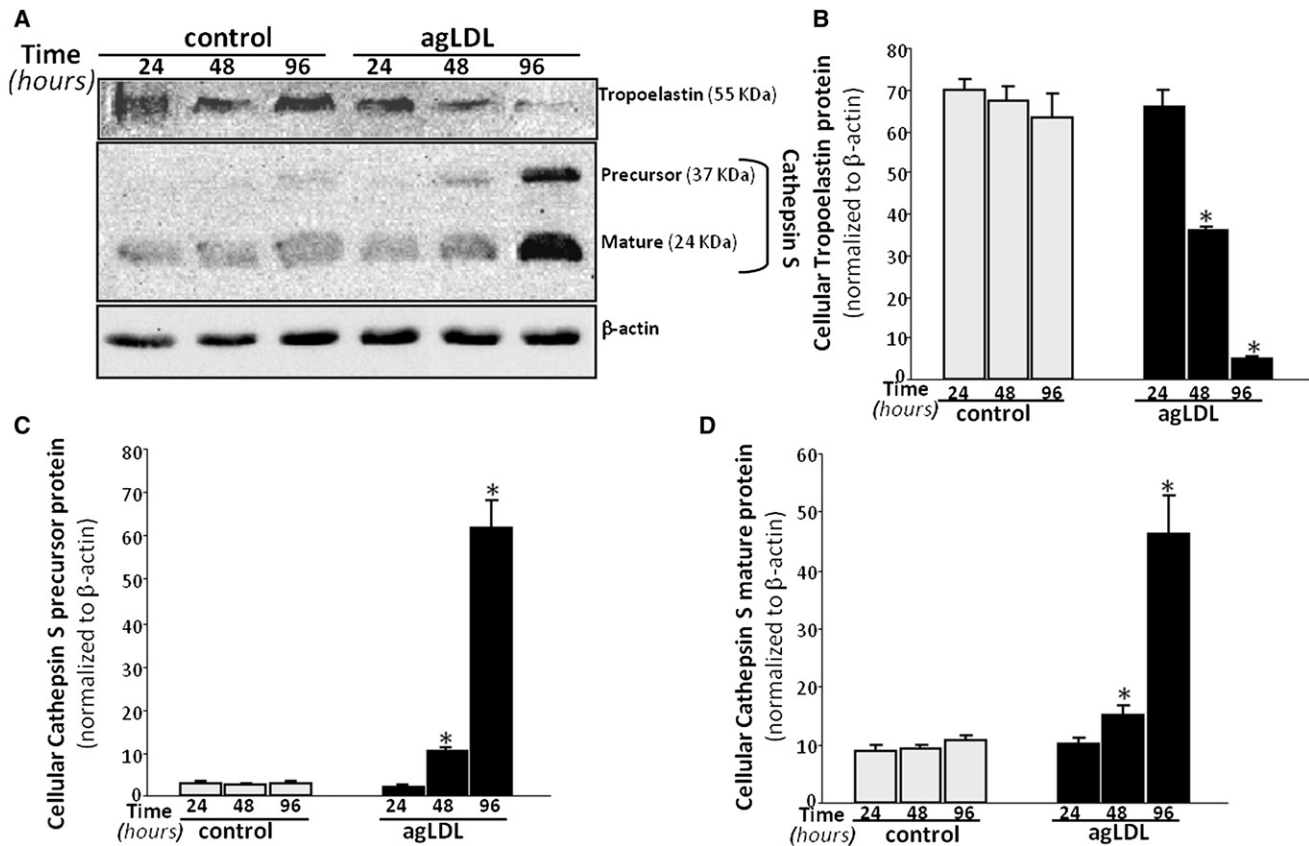 A
control agLDL
Time
(hours)
24 48 96 24 48 96
Tropoelastin (55 KDa)
Precursor (37 KDa)
Mature (24 KDa)
Cathepsin S
β-actin
B
Cellular Tropoelastin protein
(normalized to β-actin)
80
70
60
50
40
30
20
10
0
* *
Time
(hours)
24 48 96 24 48 96
control agLDL
C
Cellular Cathepsin S precursor protein
(normalized to β-actin)
80
70
60
50
40
30
20
10
0
* *
Time
(hours)
24 48 96 24 48 96
control agLDL
D
Cellular Cathepsin S mature protein
(normalized to β-actin)
60
50
40
30
20
10
0
* *
Time
(hours)
24 48 96 24 48 96
control agLDL